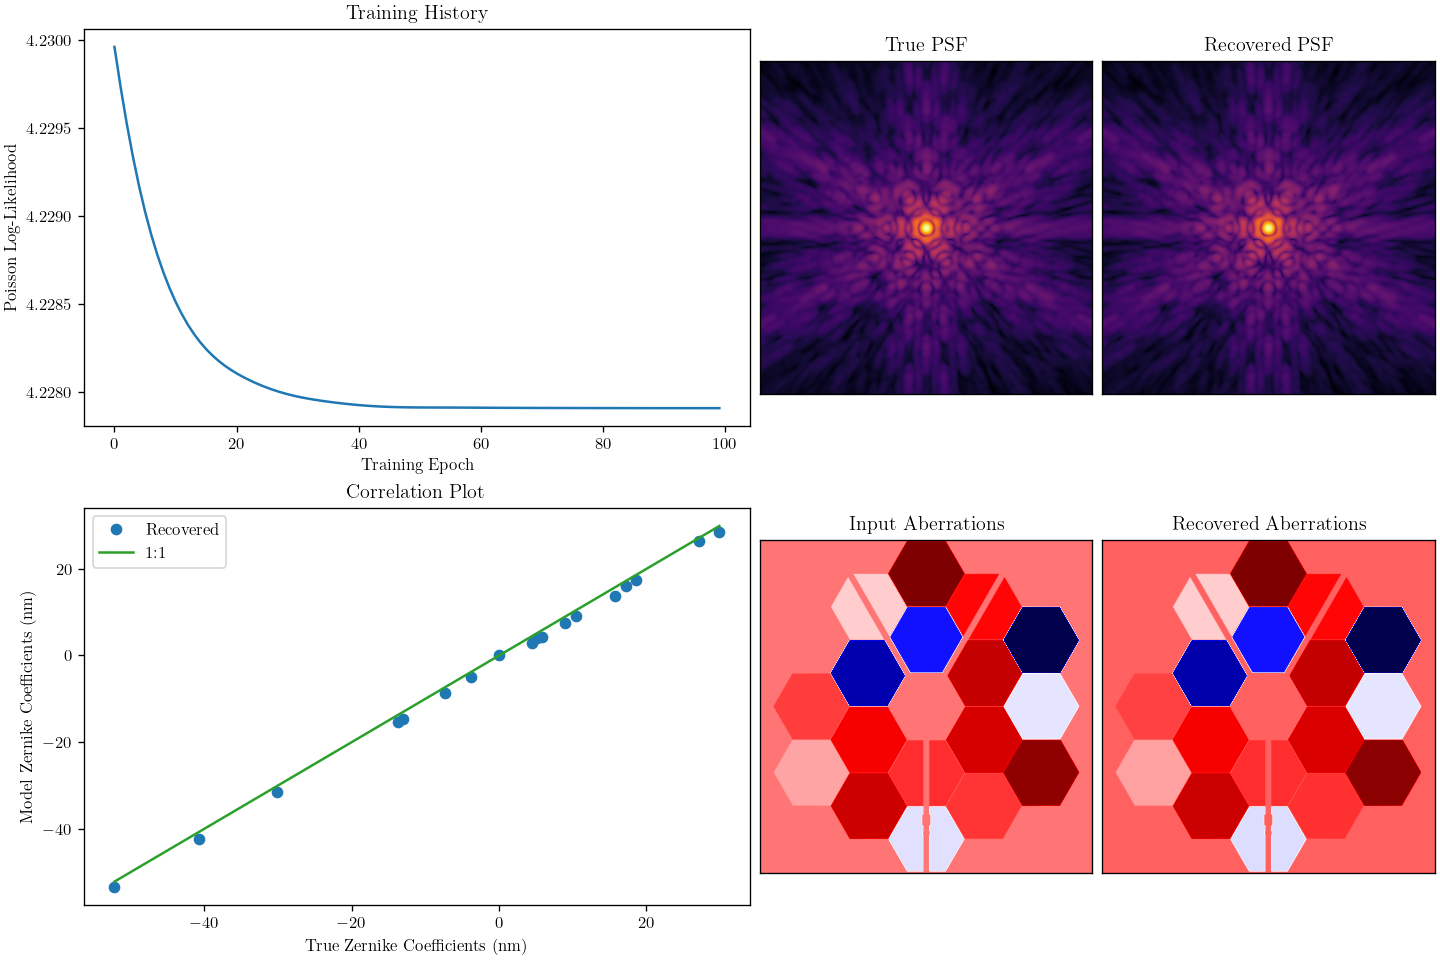 Training History
4.2300
4.2295
4.2290
4.2285
4.2280
Poisson Log-Likelihood
0 20 40 60 80 100
Training Epoch
True PSF
Recovered PSF
Correlation Plot
Recovered
1:1
20
0
−20
−40
Model Zernike Coefficients (nm)
−40 −20 0 20
True Zernike Coefficients (nm)
Input Aberrations
Recovered Aberrations